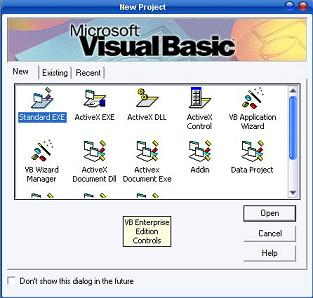 New Project
Microsoft
Visual Basic
New
Existing
Recent
Standard EXE
ActiveX EXE
ActiveX DLL
ActiveX
Control
VB Application
Wizard
VB Wizard
Manager
ActiveX
Document Dll
Activex
Document Exe
Addin
Data Project
VB Enterprise
Edition
Controls
Open
Cancel
Help
Don't show this dialog in the future